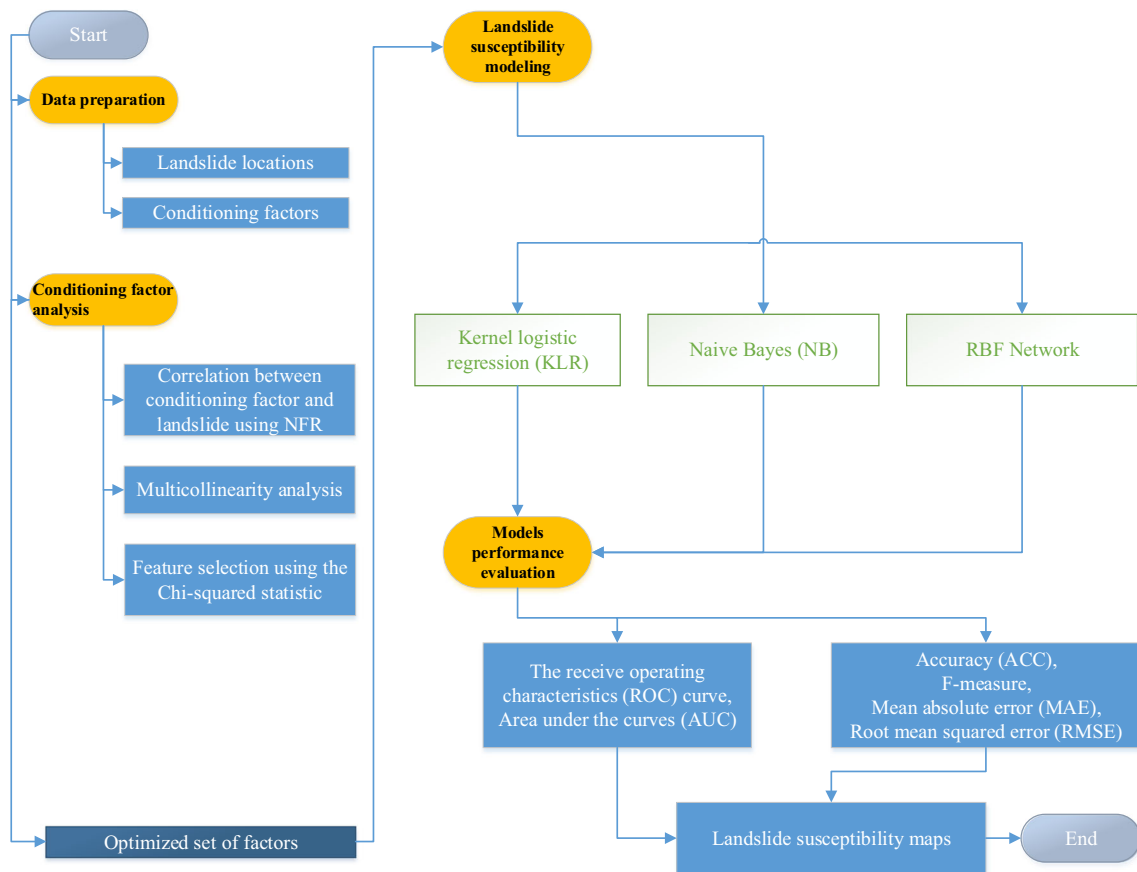 Start
Data preparation
Landslide locations
Conditioning factors
Conditioning factor
analysis
Correlation between
conditioning factor and
landslide using NFR
Multicollinearity analysis
Feature selection using the
Chi-squared statistic
Optimized set of factors
Landslide
susceptibility
modeling
Kernel logistic
regression (KLR)
Naive Bayes (NB)
RBF Network
Models
performance
evaluation
The receive operating
characteristics (ROC) curve,
Area under the curves (AUC)
Accuracy (ACC),
F-measure,
Mean absolute error (MAE),
Root mean squared error (RMSE)
Landslide susceptibility maps
End